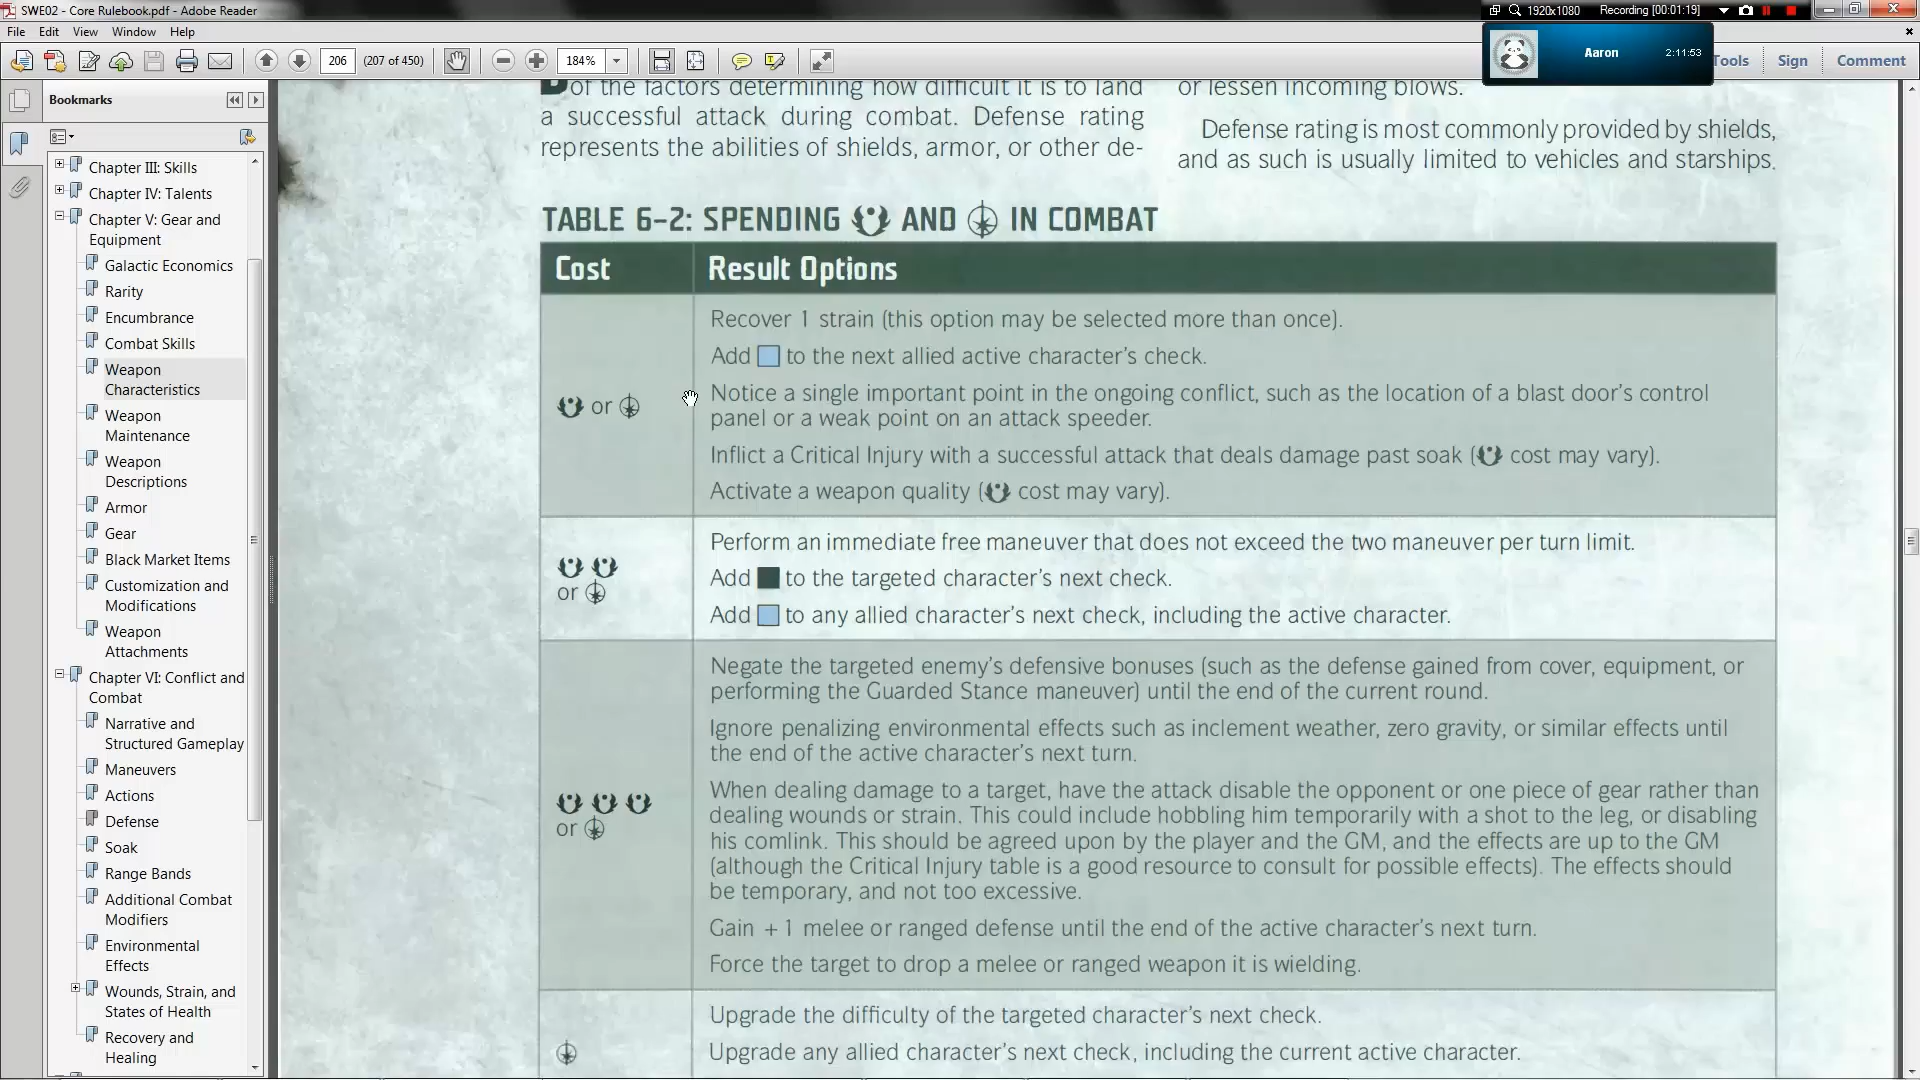 SWE02 - Core Rulebook.pdf - Adobe Reader
1920x1080
Recording [00:01:19]
File Edit View Window Help
206 (207 of 450)
184%
Aaron
2:11:53
Tools Sign Comment
Bookmarks
Chapter III: Skills
Chapter IV: Talents
Chapter V: Gear and
Equipment
Galactic Economics
Rarity
Encumbrance
Combat Skills
Weapon
Characteristics
Weapon
Maintenance
Weapon
Descriptions
Armor
Gear
Black Market Items
Customization and
Modifications
Weapon
Attachments
Chapter VI: Conflict and
Combat
Narrative and
Structured Gameplay
Maneuvers
Actions
Defense
Soak
Range Bands
Additional Combat
Modifiers
Environmental
Effects
Wounds, Strain, and
States of Health
Recovery and
Healing
of the factors determining how difficult it is to land
a successful attack during combat. Defense rating
represents the abilities of shields, armor, or other de-
or lessen incoming blows.
Defense rating is most commonly provided by shields,
and as such is usually limited to vehicles and starships.
TABLE 6-2: SPENDING AND IN COMBAT
Cost Result Options
or
Recover 1 strain (this option may be selected more than once).
Add to the next allied active character's check.
Notice a single important point in the ongoing conflict, such as the location of a blast door's control
panel or a weak point on an attack speeder.
Inflict a Critical Injury with a successful attack that deals damage past soak ( cost may vary).
Activate a weapon quality ( cost may vary).
or
Perform an immediate free maneuver that does not exceed the two maneuver per turn limit.
Add to the targeted character's next check.
Add to any allied character's next check, including the active character.
or
Negate the targeted enemy's defensive bonuses (such as the defense gained from cover, equipment, or
performing the Guarded Stance maneuver) until the end of the current round.
Ignore penalizing environmental effects such as inclement weather, zero gravity, or similar effects until
the end of the active character's next turn.
When dealing damage to a target, have the attack disable the opponent or one piece of gear rather than
dealing wounds or strain. This could include hobbling him temporarily with a shot to the leg, or disabling
his comlink. This should be agreed upon by the player and the GM, and the effects are up to the GM
(although the Critical Injury table is a good resource to consult for possible effects). The effects should
be temporary, and not too excessive.
Gain +1 melee or ranged defense until the end of the active character's next turn.
Force the target to drop a melee or ranged weapon it is wielding.
Upgrade the difficulty of the targeted character's next check.
Upgrade any allied character's next check, including the current active character.